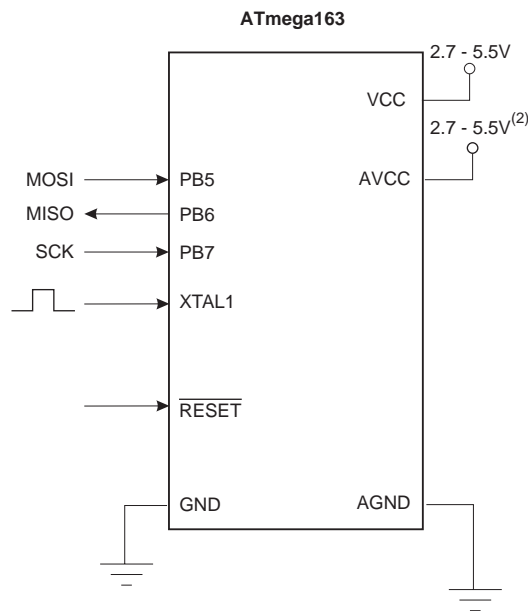 ATmega163
2.7 - 5.5V
VCC
2.7 - 5.5V(2)
AVCC
MOSI
PB5
MISO
PB6
SCK
PB7
XTAL1
RESET
GND
AGND